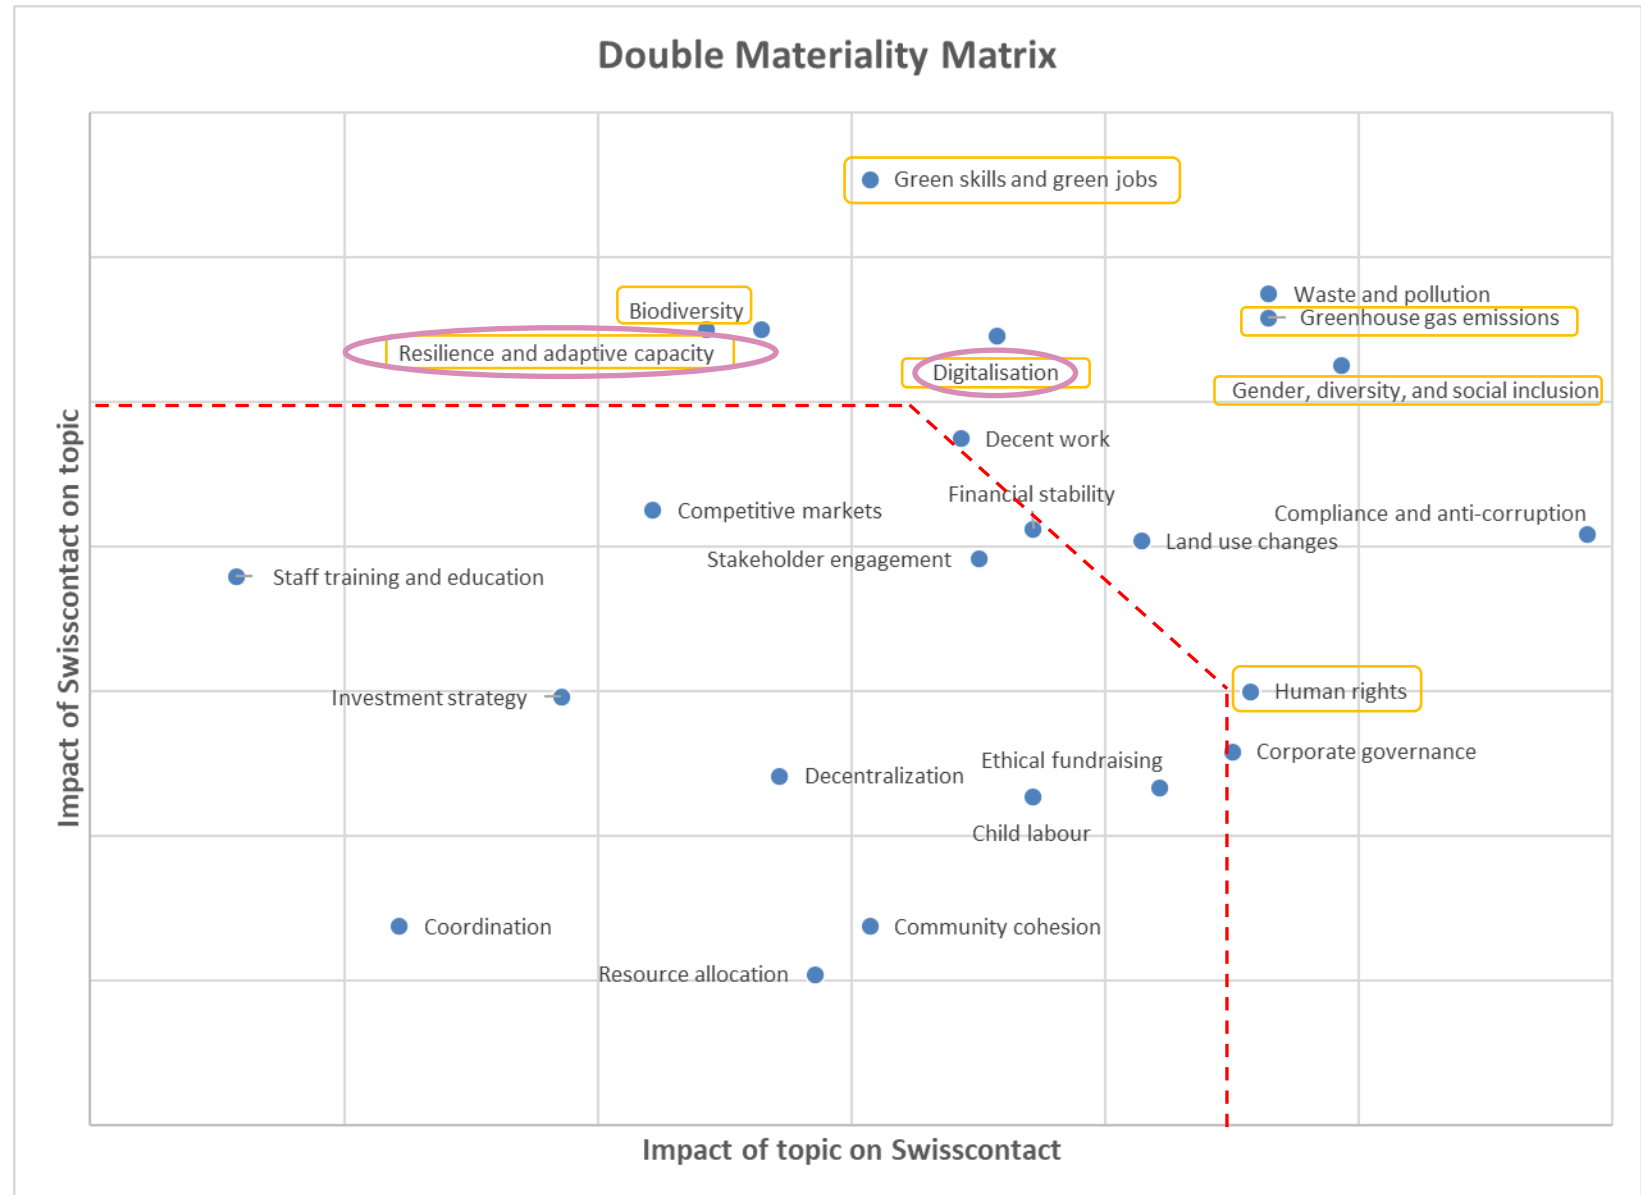 Double Materiality Matrix
Green skills and green jobs
Waste and pollution
Biodiversity
Greenhouse gas emissions
Resilience and adaptive capacity
Digitalisation
Gender, diversity, and social inclusion
Decent work
Financial stability
Competitive markets
Compliance and anti-corruption
Land use changes
Stakeholder engagement
Staff training and education
Impact of Swisscontact on topic
Human rights
Investment strategy
Corporate governance
Ethical fundraising
Decentralization
Child labour
Coordination
Community cohesion
Resource allocation
Impact of topic on Swisscontact